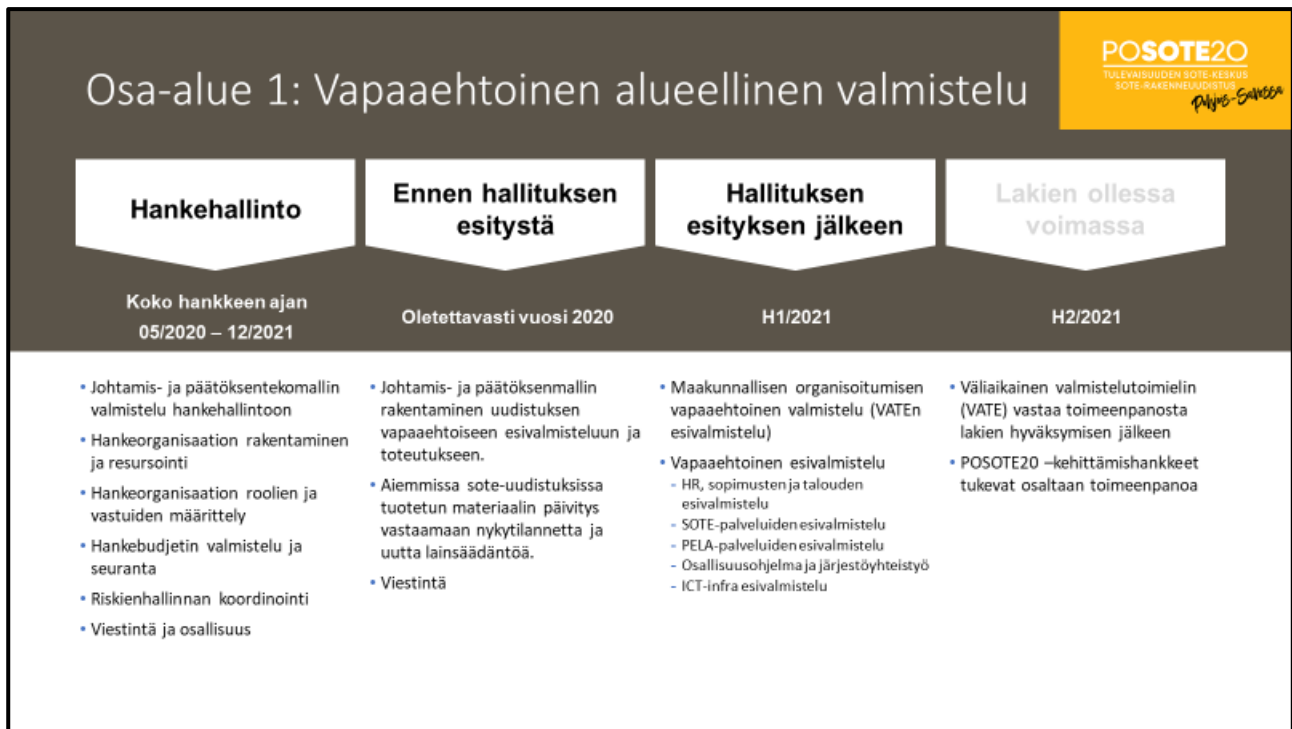 Osa-alue 1: Vapaaehtoinen alueellinen valmistelu
POSOTE20
TULEVAISUUDEN SOTE-KESKUS
SOTE-RAKENNEUUDISTUS
Pohjois-Savossa
Hankehallinto
Koko hankkeen ajan
05/2020 – 12/2021
• Johtamis- ja päätöksentekomallin
valmistelu hankehallintoon
• Hankeorganisaation rakentaminen
ja resursointi
• Hankeorganisaation roolien ja
vastuiden määrittely
• Hankebudjetin valmistelu ja
seuranta
• Riskienhallinnan koordinointi
• Viestintä ja osallisuus
Ennen hallituksen
esitystä
Oletettavasti vuosi 2020
• Johtamis- ja päätöksenmallin
rakentaminen uudistuksen
vapaaehtoiseen esivalmisteluun ja
toteutukseen.
• Aiemmissa sote-uudistuksissa
tuotetun materiaalin päivitys
vastaamaan nykytilannetta ja
uutta lainsäädäntöä.
• Viestintä
Hallituksen
esityksen jälkeen
H1/2021
• Maakunnallisen organisoitumisen
vapaaehtoinen valmistelu (VATEn
esivalmistelu)
• Vapaaehtoinen esivalmistelu
- HR, sopimusten ja talouden
esivalmistelu
- SOTE-palveluiden esivalmistelu
- PELA-palveluiden esivalmistelu
- Osallisuusohjelma ja järjestöyhteistyö
- ICT-infra esivalmistelu
Lakien ollessa
voimassa
H2/2021
• Väliaikainen valmistelutoimielin
(VATE) vastaa toimeenpanosta
lakien hyväksymisen jälkeen
• POSOTE20 –kehittämishankkeet
tukevat osaltaan toimeenpanoa